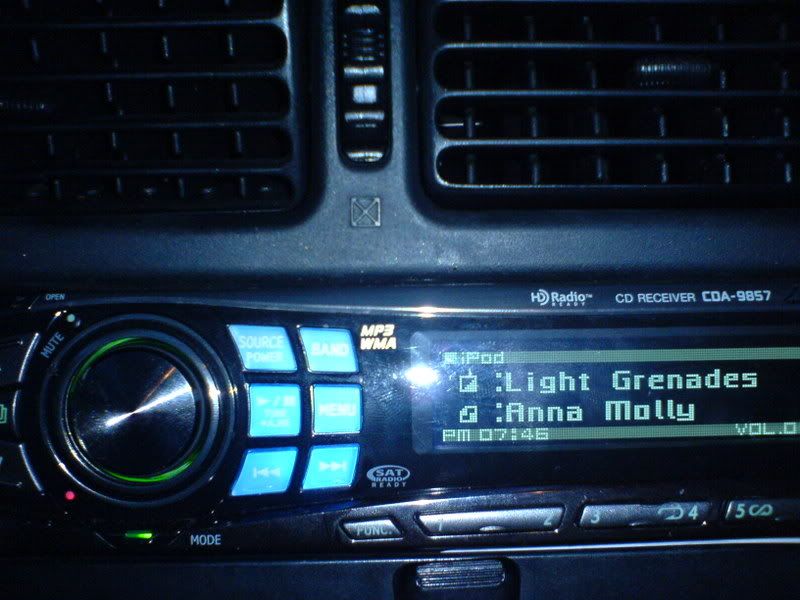 OPEN
HD Radio™
READY
CD RECEIVER CDA-9857
MUTE
SOURCE
POWER
BAND
MP3
WMA
iPod
:Light Grenades
:Anna Molly
PM 07:46
VOL.0
MENU
SAT
RADIO
READY
MODE
FUNC.
1 2
3 4
5